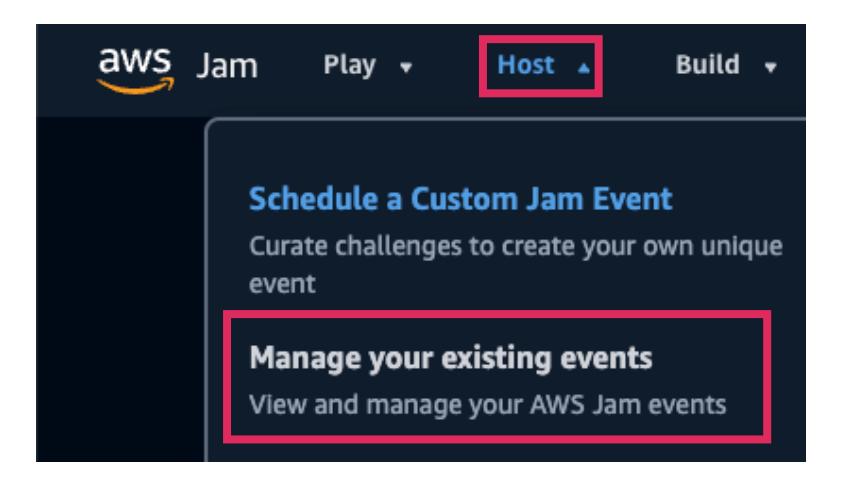 aws Jam Play Host Build
Schedule a Custom Jam Event
Curate challenges to create your own unique
event
Manage your existing events
View and manage your AWS Jam events